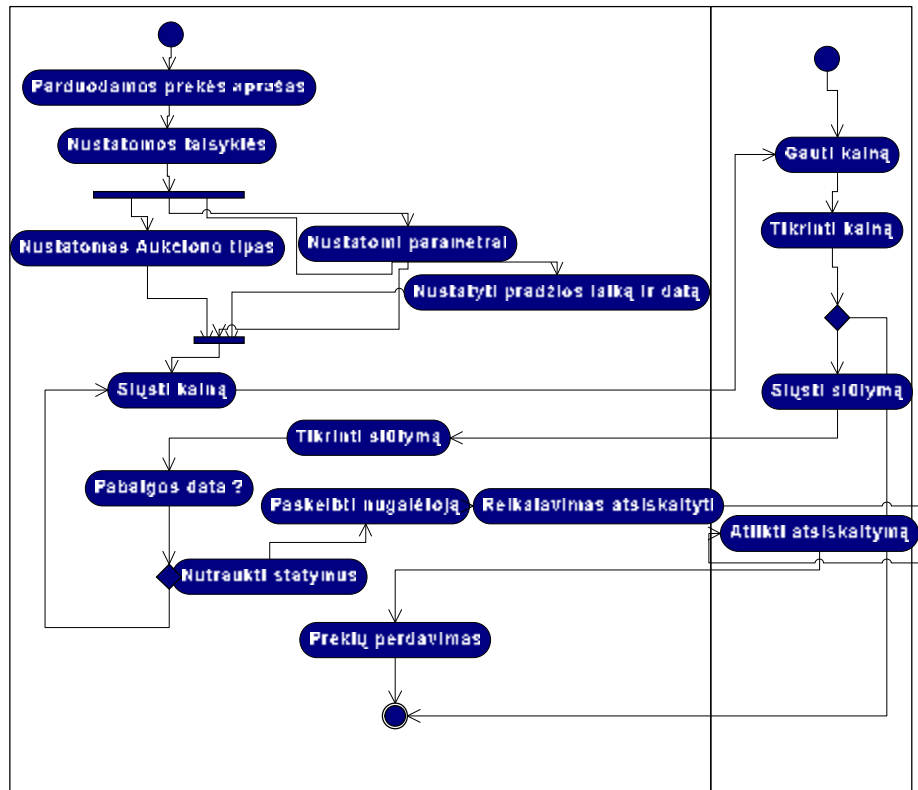 Parduodamos prekės aprašas
Nustatomos taisyklės
Nustatomas Aukciono tipas
Nustatomi parametrai
Nustatyti pradžios laiką ir datą
Siųsti kainą
Tikrinti siūlymą
Pabaigos data ?
Nutraukti statymus
Paskelbti nugalėtoją
Reikalavimas atsiskaityti
Prekių perdavimas
Gauti kainą
Tikrinti kainą
Siųsti siūlymą
Atlikti atsiskaitymą